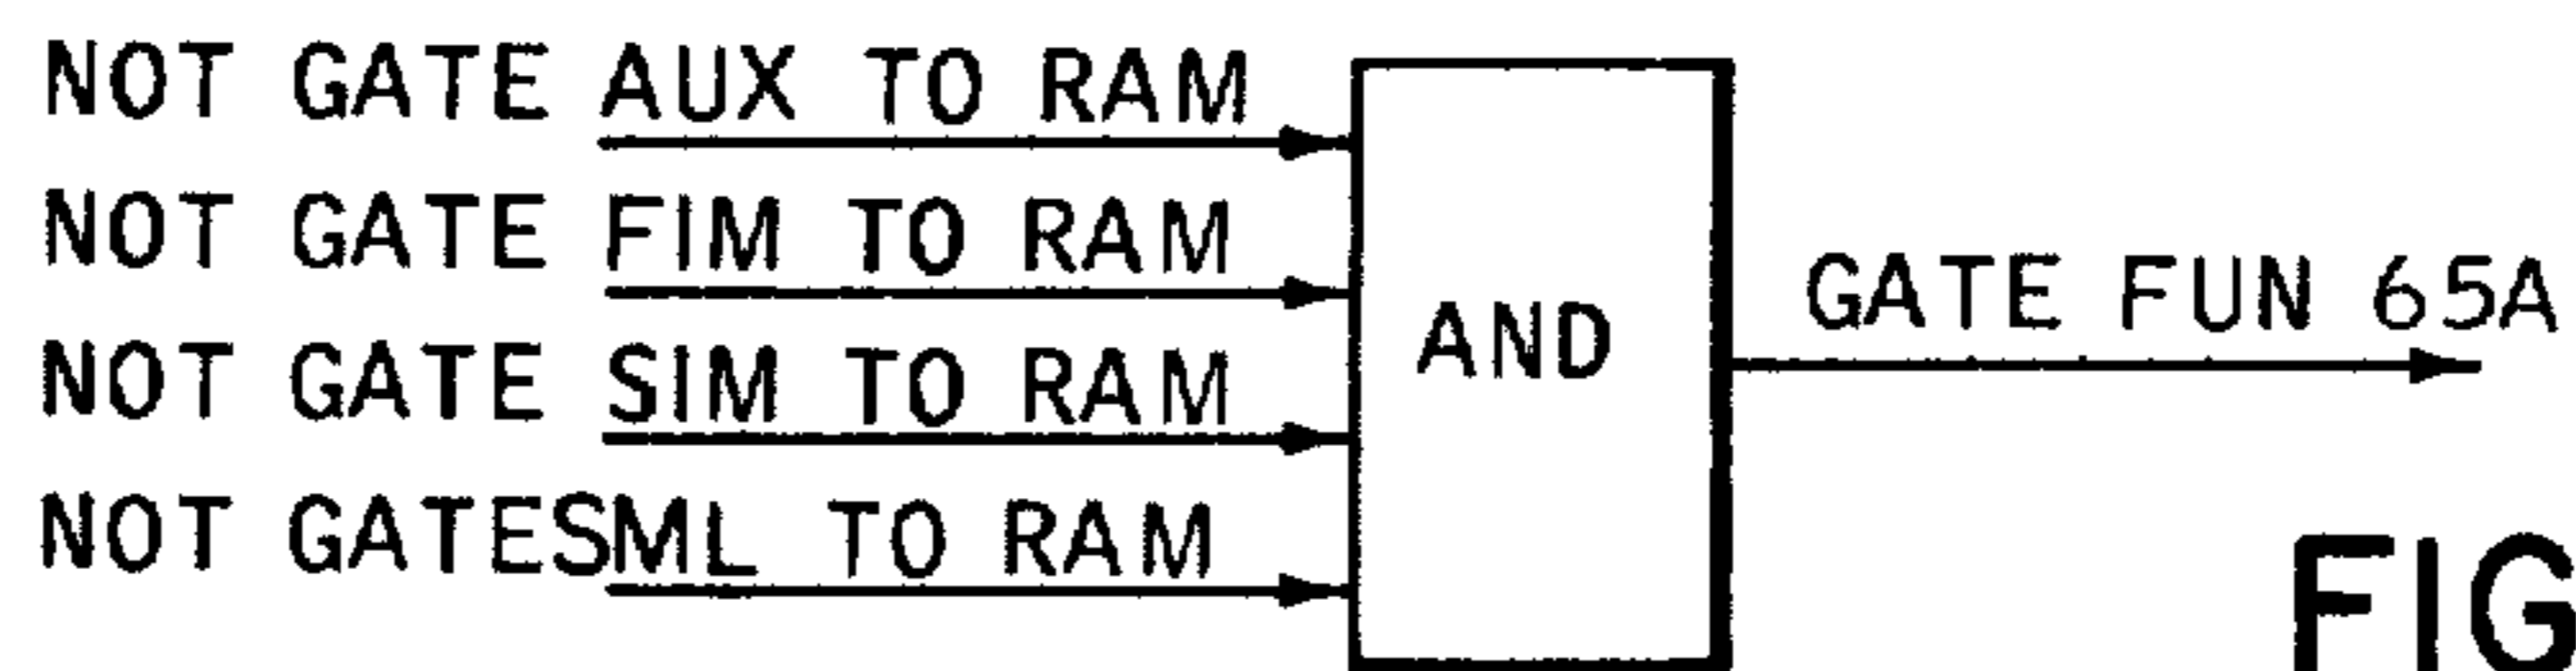 NOT GATE AUX TO RAM
NOT GATE FIM TO RAM
NOT GATE SIM TO RAM
NOT GATESML TO RAM
AND
GATE FUN 65A
FIG